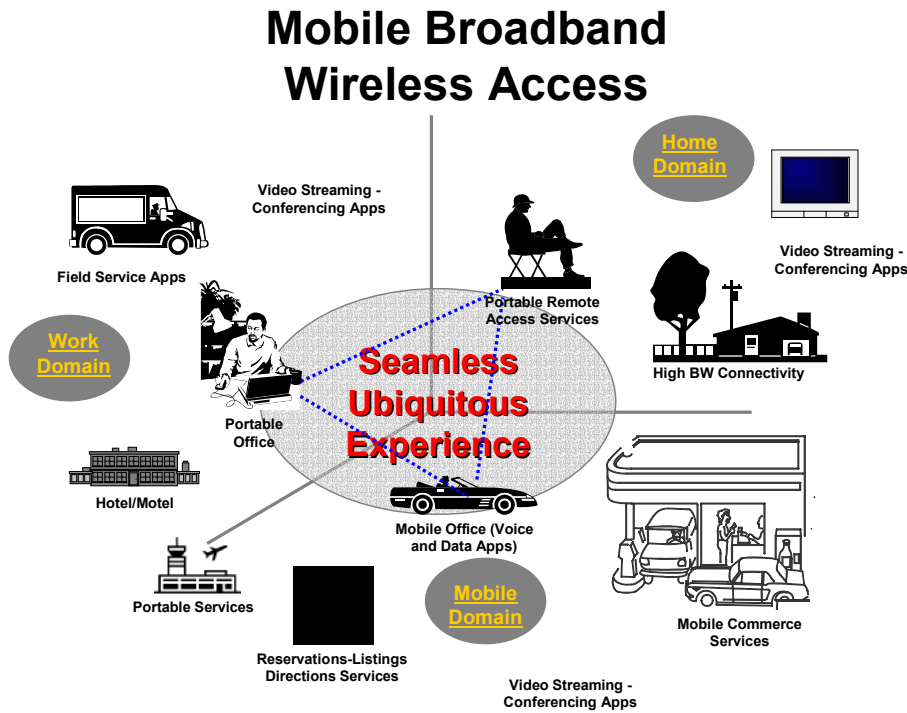 Mobile Broadband
Wireless Access
Home
Domain
Video Streaming -
Conferencing Apps
Field Service Apps
Video Streaming -
Conferencing Apps
Portable Remote
Access Services
Work
Domain
Seamless
Ubiquitous
Experience
High BW Connectivity
Portable
Office
Hotel/Motel
Mobile Office (Voice
and Data Apps)
Portable Services
Mobile
Domain
Mobile Commerce
Services
Reservations-Listings
Directions Services
Video Streaming -
Conferencing Apps